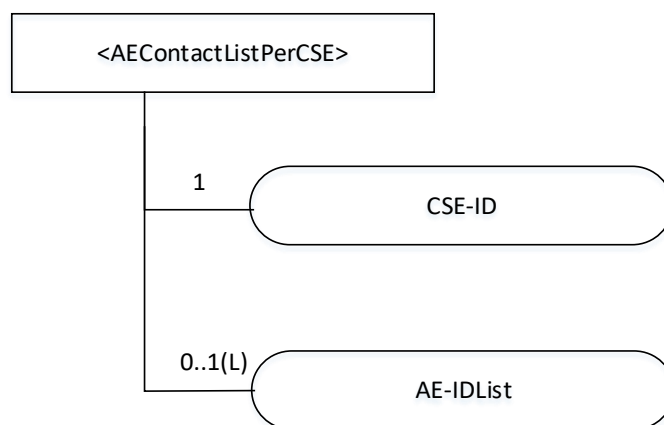 <AEContactListPerCSE>
1
CSE-ID
0..1(L)
AE-IDList